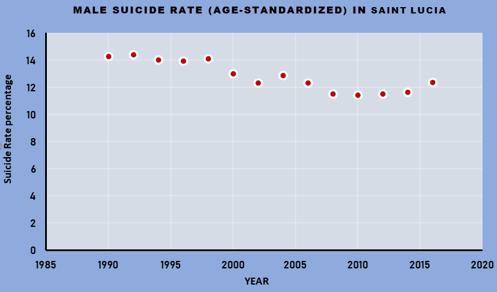 MALE SUICIDE RATE (AGE-STANDARDIZED) IN SAINT LUCIA
16
14
12
10
8
6
4
2
0
Suicide Rate percentage
1985 1990 1995 2000 2005 2010 2015 2020
YEAR